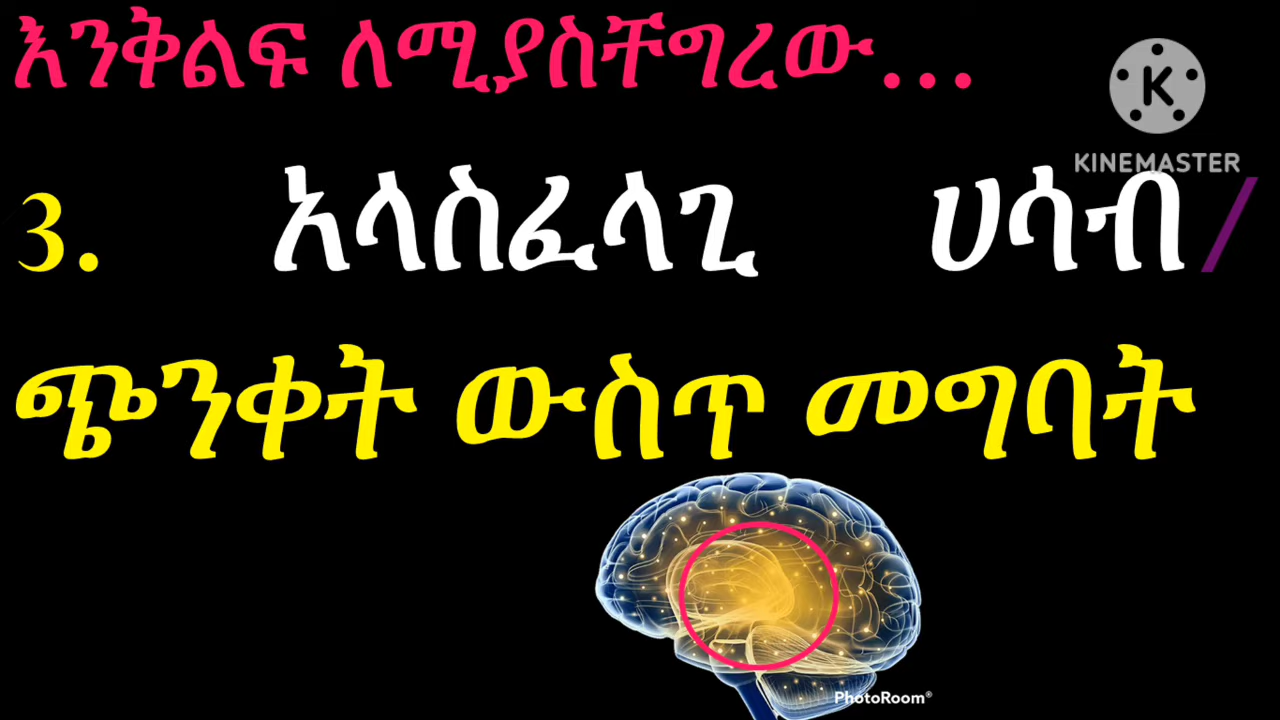 እንቅልፍ ለሚያስቸግረው...
KINEMASTER
3. አላስፈላጊ ሀሳብ/
ጭንቀት ውስጥ መግባት
PhotoRoom®